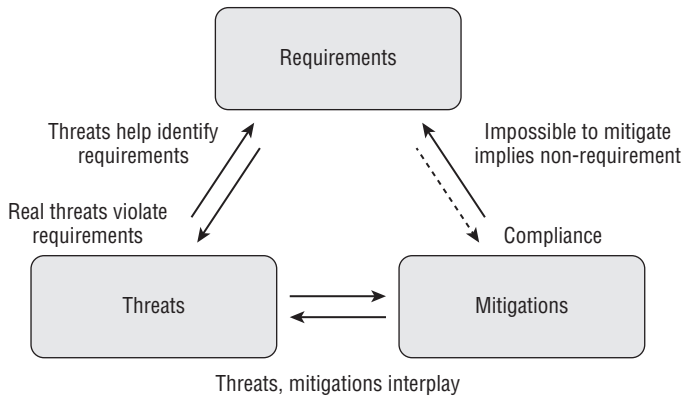 Requirements
Threats help identify
requirements
Impossible to mitigate
implies non-requirement
Real threats violate
requirements
Compliance
Threats
Mitigations
Threats, mitigations interplay